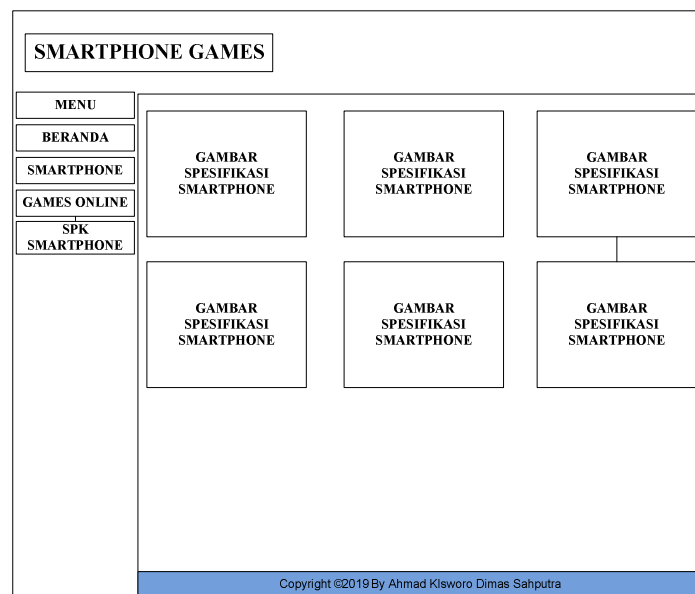 SMARTPHONE GAMES
MENU
BERANDA
SMARTPHONE
GAMES ONLINE
SPK
SMARTPHONE
GAMBAR
SPESIFIKASI
SMARTPHONE
GAMBAR
SPESIFIKASI
SMARTPHONE
GAMBAR
SPESIFIKASI
SMARTPHONE
GAMBAR
SPESIFIKASI
SMARTPHONE
GAMBAR
SPESIFIKASI
SMARTPHONE
GAMBAR
SPESIFIKASI
SMARTPHONE
Copyright ©2019 By Ahmad KIsworo Dimas Sahputra